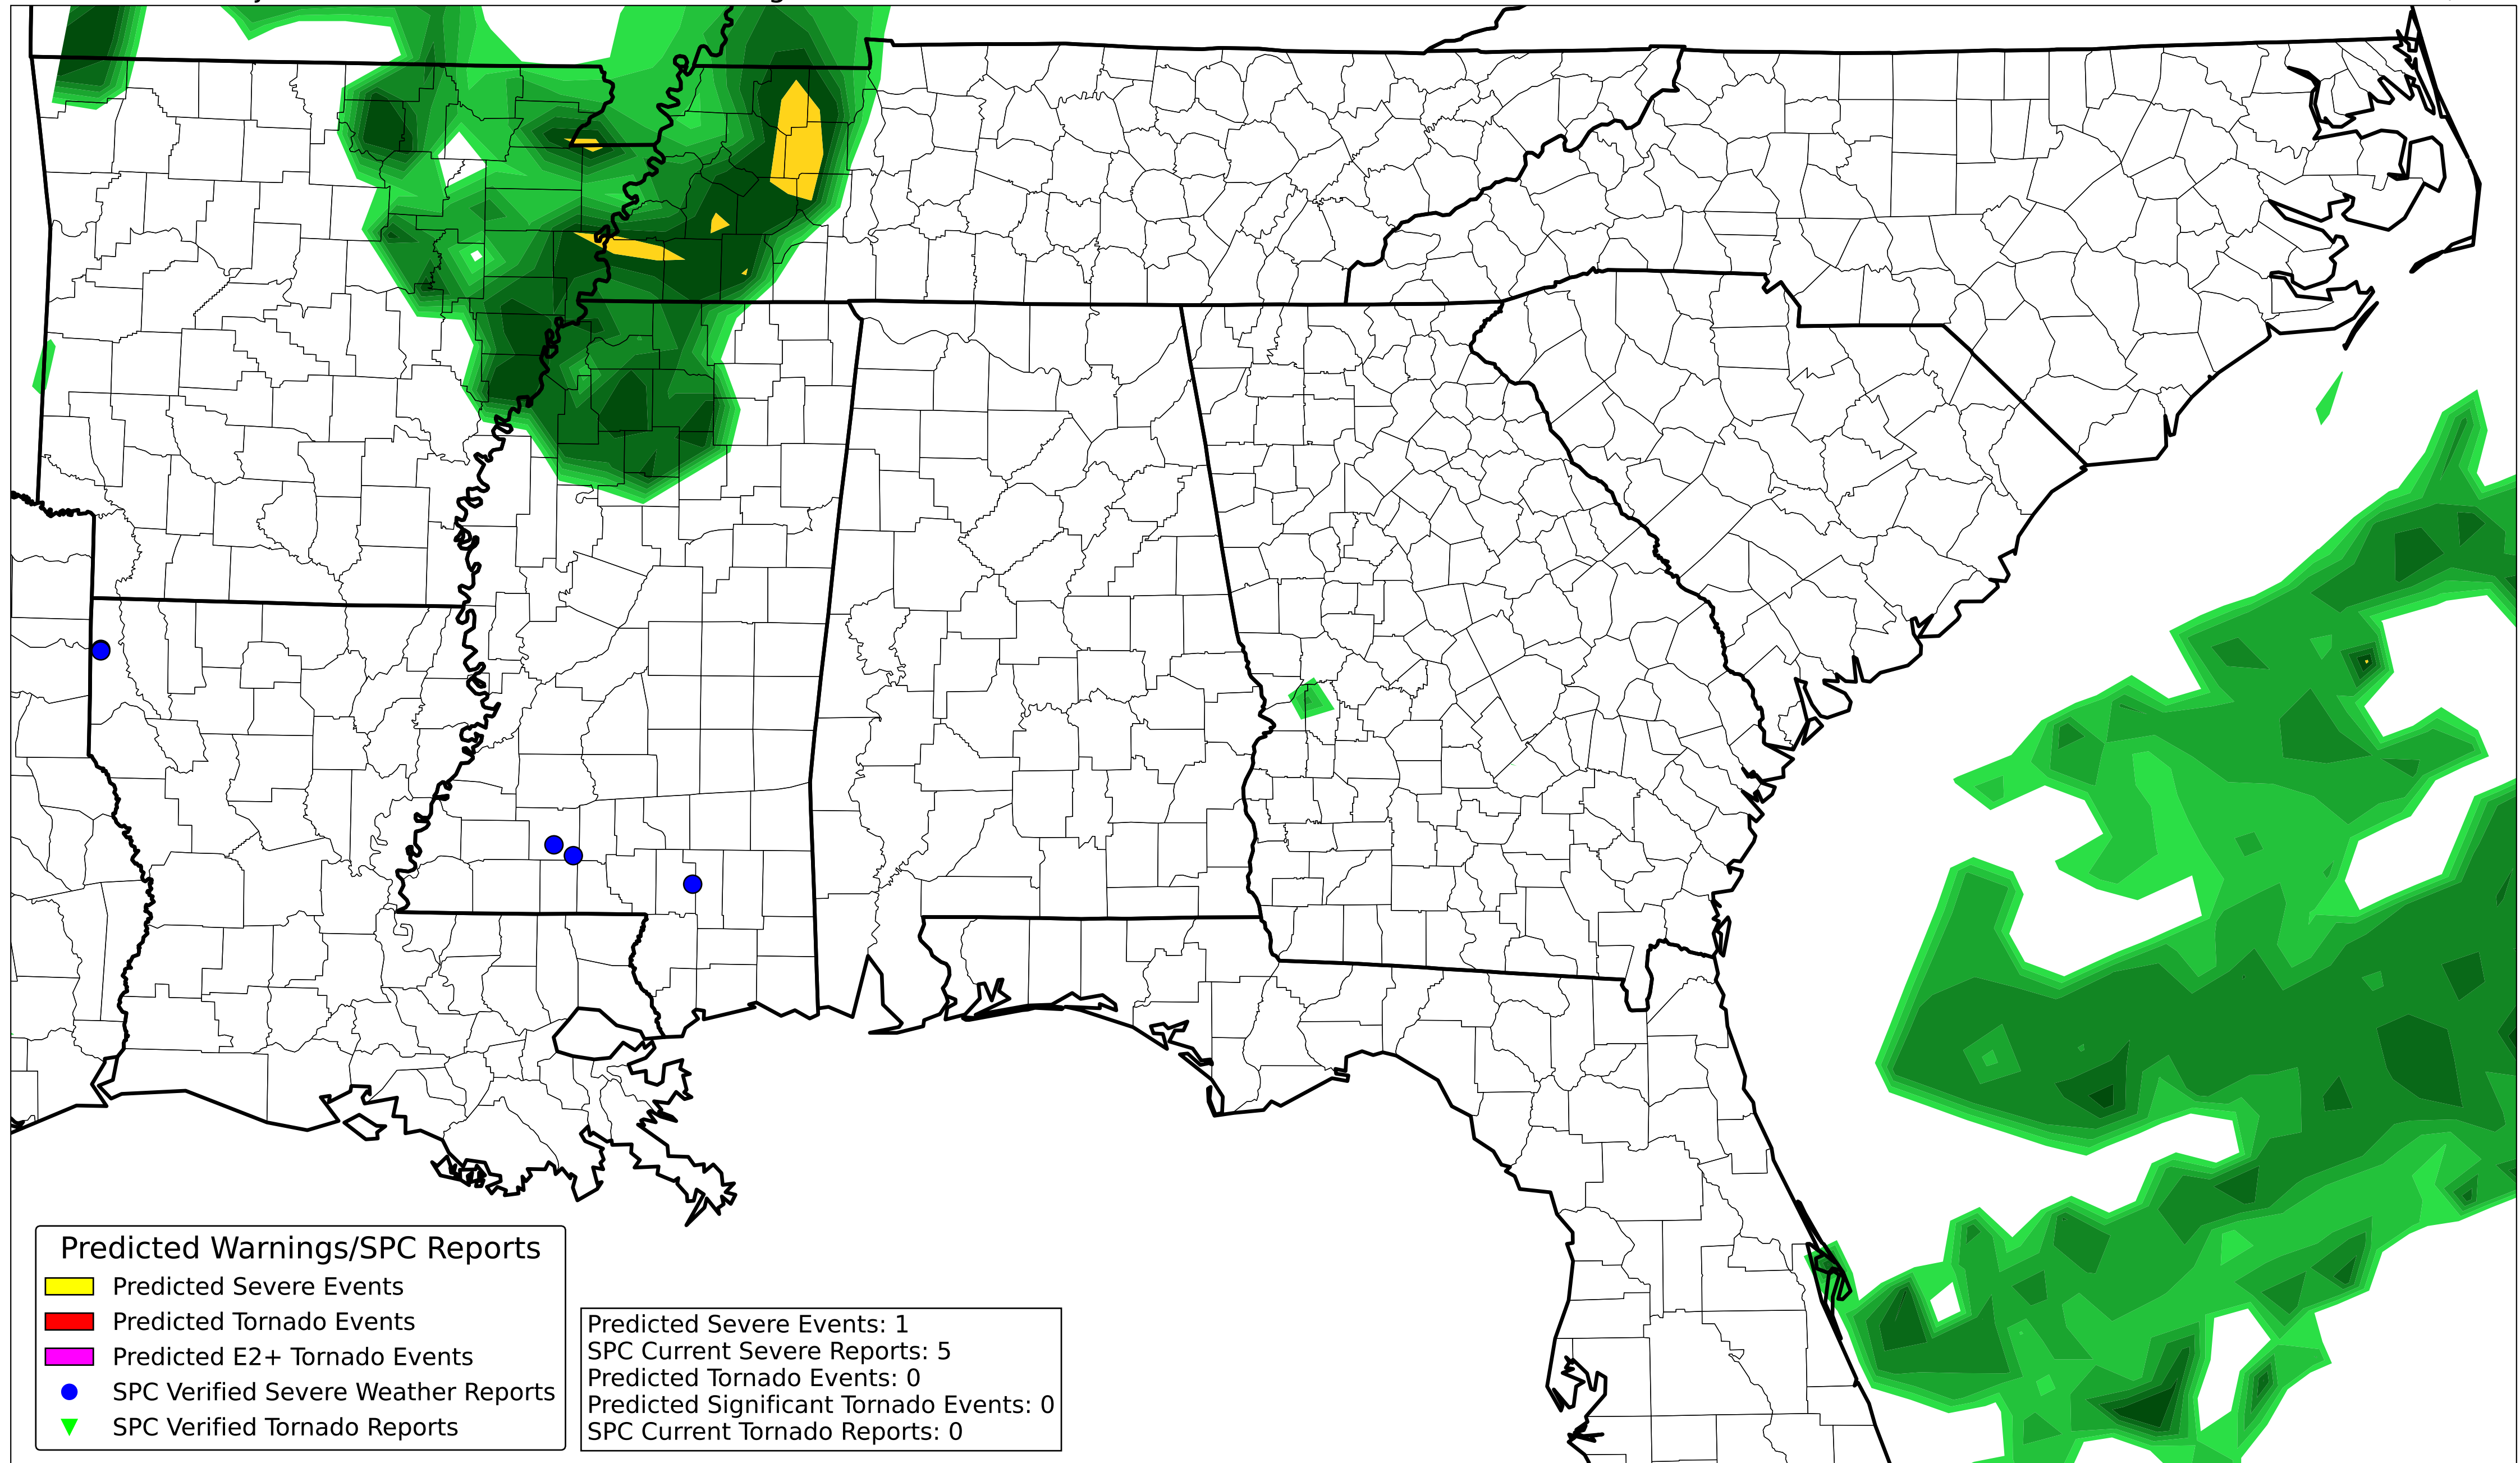 Predicted Warnings/SPC Reports
Predicted Severe Events
Predicted Tornado Events
Predicted E2+ Tornado Events
SPC Verified Severe Weather Reports
SPC Verified Tornado Reports
Predicted Severe Events: 1
SPC Current Severe Reports: 5
Predicted Tornado Events: 0
Predicted Significant Tornado Events: 0
SPC Current Tornado Reports: 0